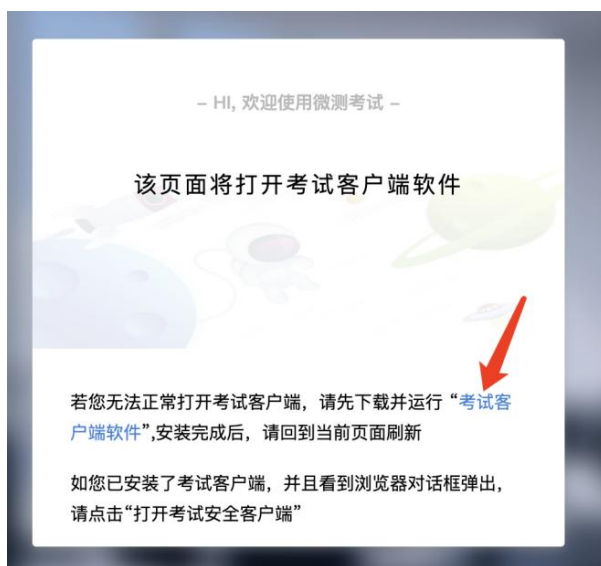 – HI, 欢迎使用微测考试 –
该页面将打开考试客户端软件
若您无法正常打开考试客户端，请先下载并运行 “考试客
户端软件”,安装完成后，请回到当前页面刷新
如您已安装了考试客户端，并且看到浏览器对话框弹出，
请点击“打开考试安全客户端”